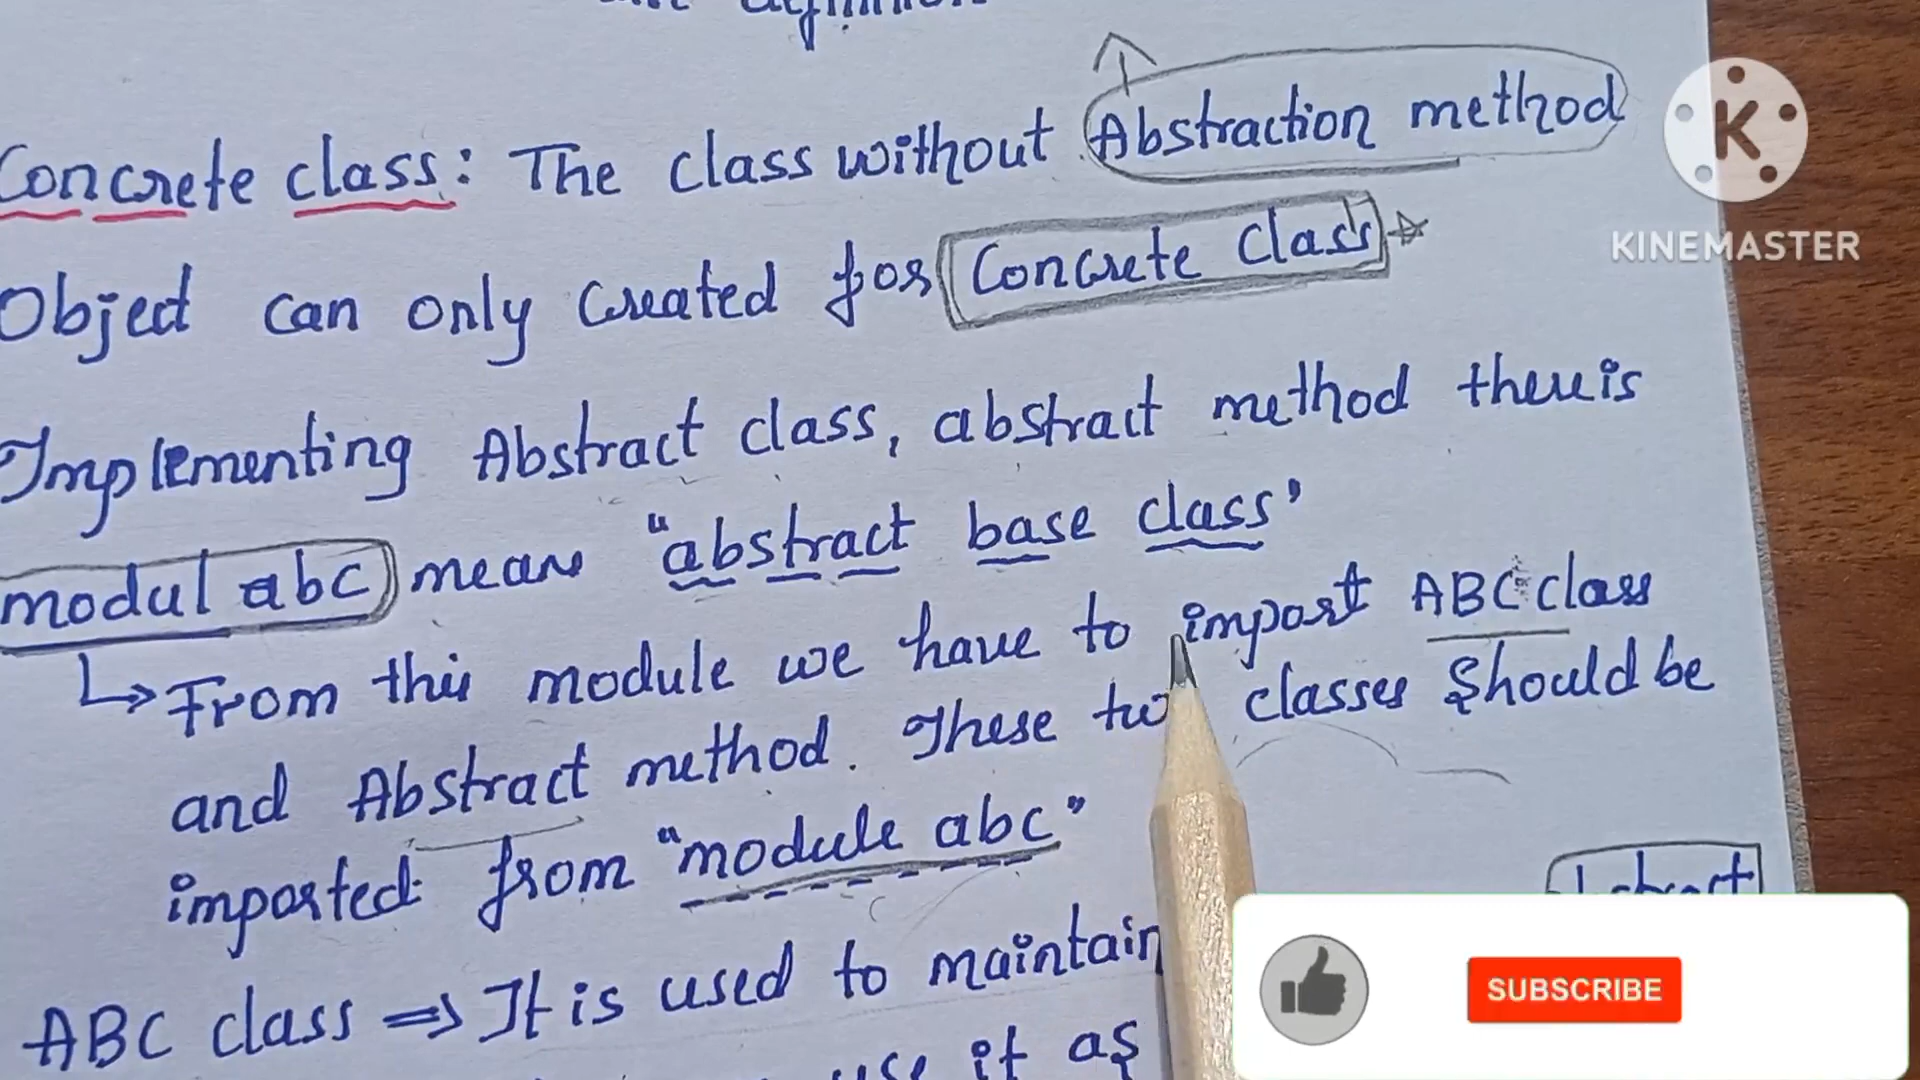 Concrete class: The class without Abstraction method
Objed can only created for Concrete Class
Implementing Abstract class, abstract method there is
modul abc means "abstract base class"
From this module we have to import ABC class
and Abstract method. These two classes should be
imported from "module abc"
ABC class ⇒ It is used to maintain
use it as
K
KINEMASTER
SUBSCRIBE